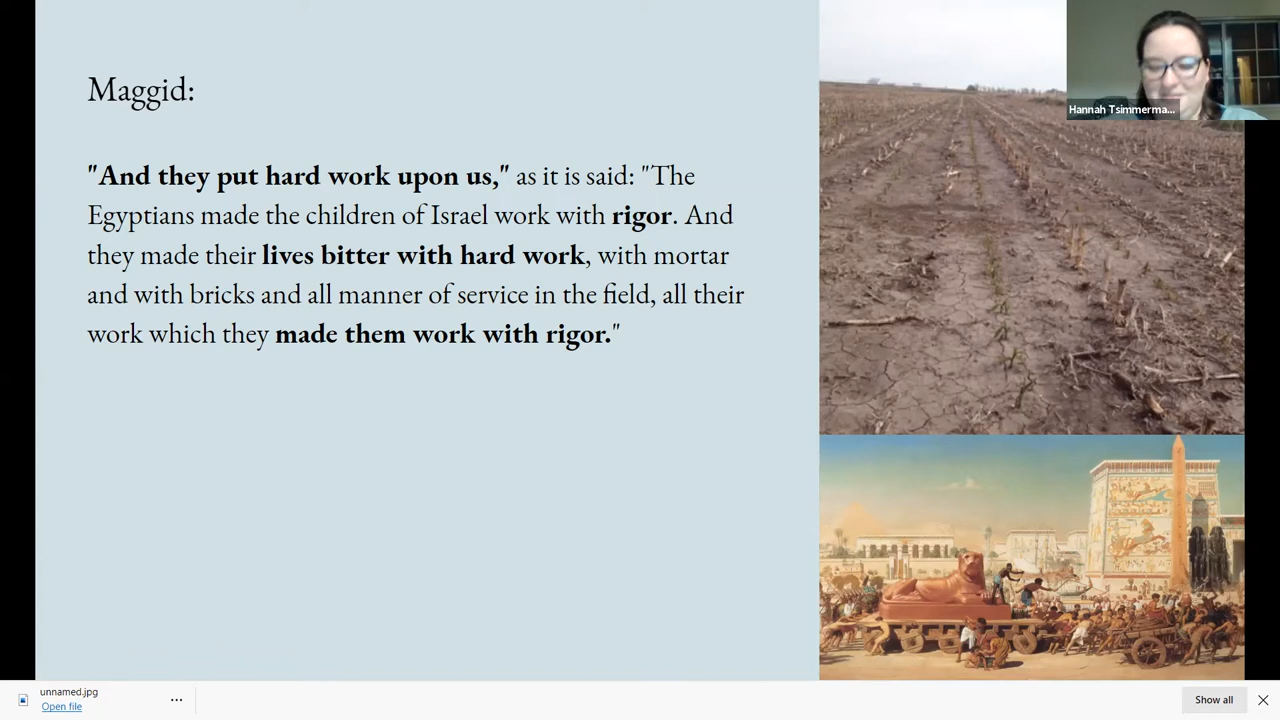 Maggid:
"And they put hard work upon us," as it is said: "The
Egyptians made the children of Israel work with rigor. And
they made their lives bitter with hard work, with mortar
and with bricks and all manner of service in the field, all their
work which they made them work with rigor."
Hannah Tsimmerma...
unnamed.jpg
Open file
Show all